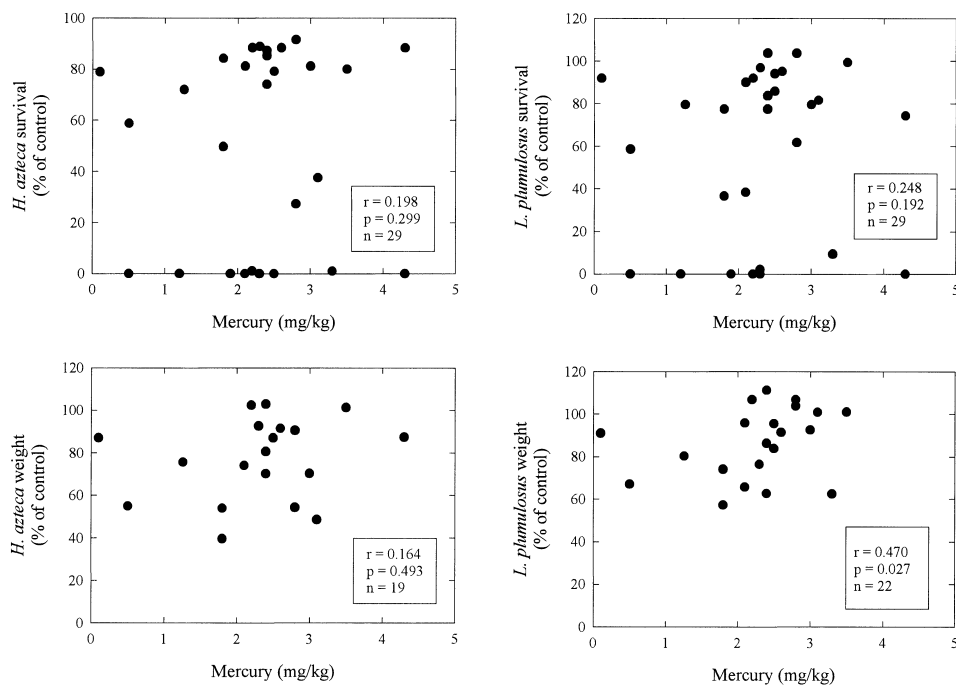 H. azteca survival
(% of control)
100
80
60
40
20
0
r = 0.198
p = 0.299
n = 29
0 1 2 3 4 5
Mercury (mg/kg)
L. plumulosus survival
(% of control)
120
100
80
60
40
20
0
r = 0.248
p = 0.192
n = 29
0 1 2 3 4 5
Mercury (mg/kg)
H. azteca weight
(% of control)
120
100
80
60
40
20
0
r = 0.164
p = 0.493
n = 19
0 1 2 3 4 5
Mercury (mg/kg)
L. plumulosus weight
(% of control)
120
100
80
60
40
20
0
r = 0.470
p = 0.027
n = 22
0 1 2 3 4 5
Mercury (mg/kg)